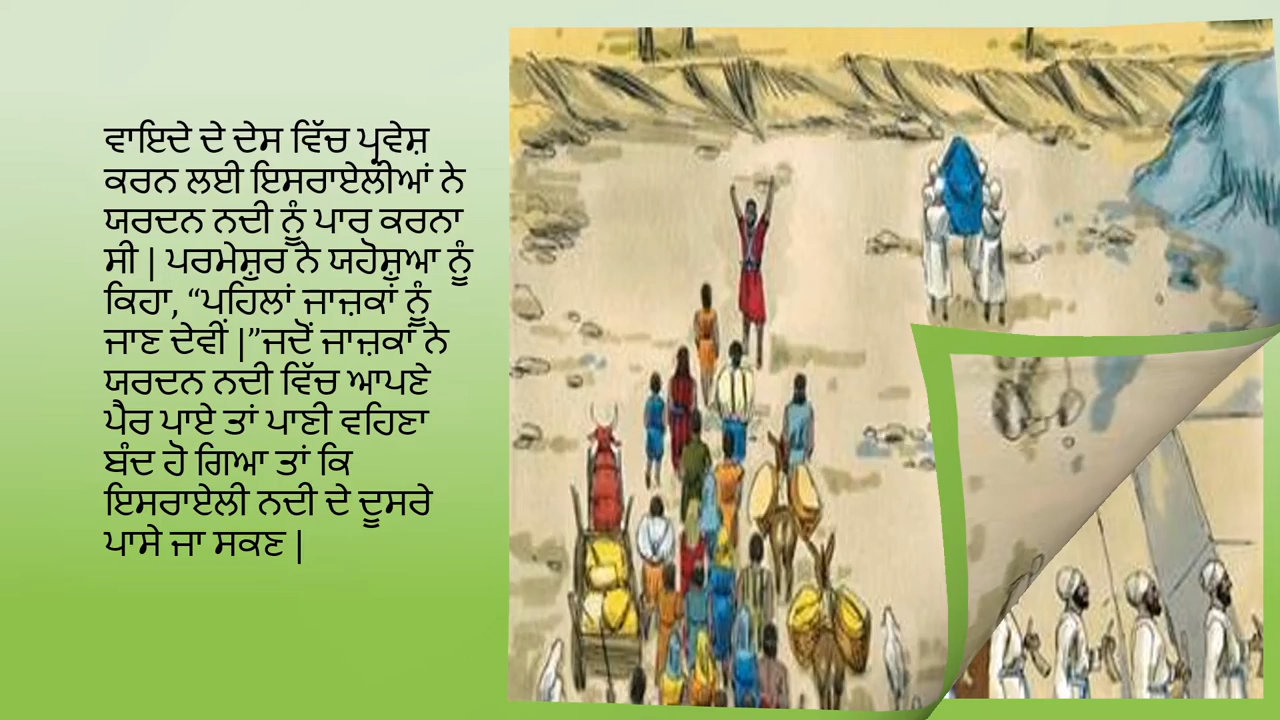 ਵਾਇਦੇ ਦੇ ਦੇਸ ਵਿੱਚ ਪ੍ਰਵੇਸ਼
ਕਰਨ ਲਈ ਇਸਰਾਏਲੀਆਂ ਨੇ
ਯਰਦਨ ਨਦੀ ਨੂੰ ਪਾਰ ਕਰਨਾ
ਸੀ | ਪਰਮੇਸ਼ੁਰ ਨੇ ਯਹੋਸ਼ੁਆ ਨੂੰ
ਕਿਹਾ, “ਪਹਿਲਾਂ ਜਾਜ਼ਕਾਂ ਨੂੰ
ਜਾਣ ਦੇਵੀਂ |”ਜਦੋਂ ਜਾਜ਼ਕਾਂ ਨੇ
ਯਰਦਨ ਨਦੀ ਵਿੱਚ ਆਪਣੇ
ਪੈਰ ਪਾਏ ਤਾਂ ਪਾਣੀ ਵਹਿਣਾ
ਬੰਦ ਹੋ ਗਿਆ ਤਾਂ ਕਿ
ਇਸਰਾਏਲੀ ਨਦੀ ਦੇ ਦੂਸਰੇ
ਪਾਸੇ ਜਾ ਸਕਣ |